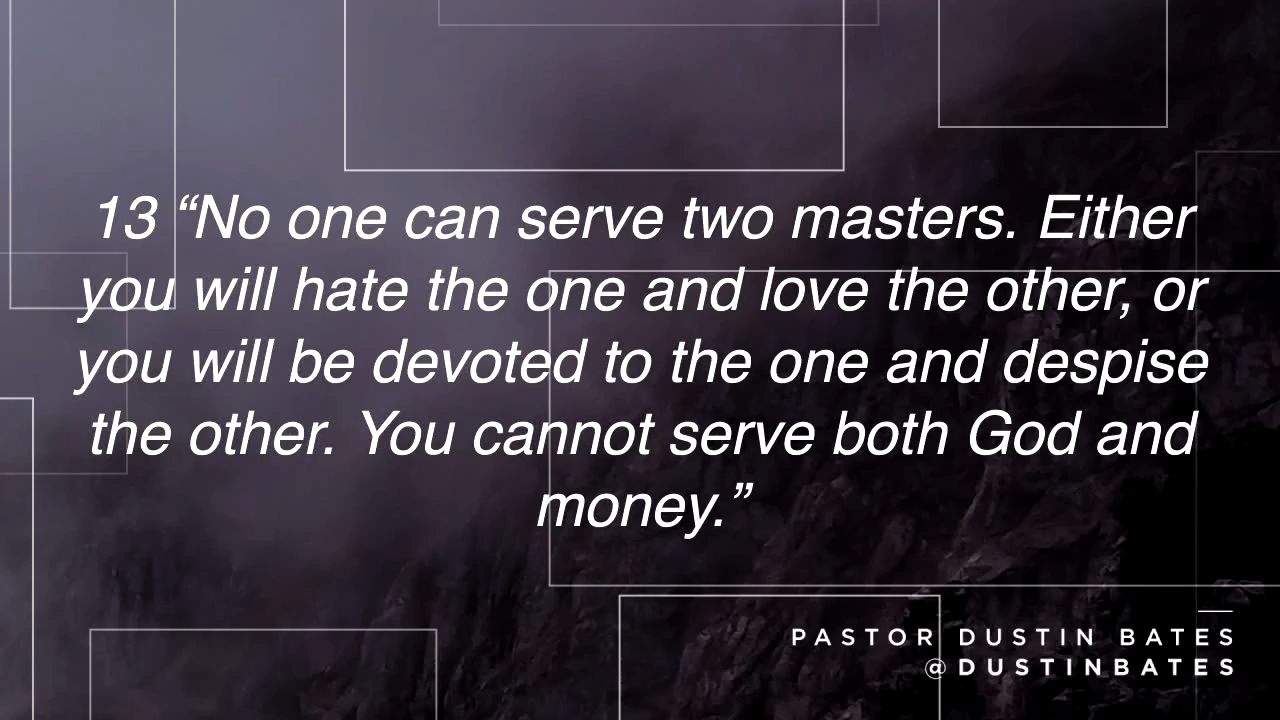 13 “No one can serve two masters. Either
you will hate the one and love the other, or
you will be devoted to the one and despise
the other. You cannot serve both God and
money.”
PASTOR DUSTIN BATES
@DUSTINBATES